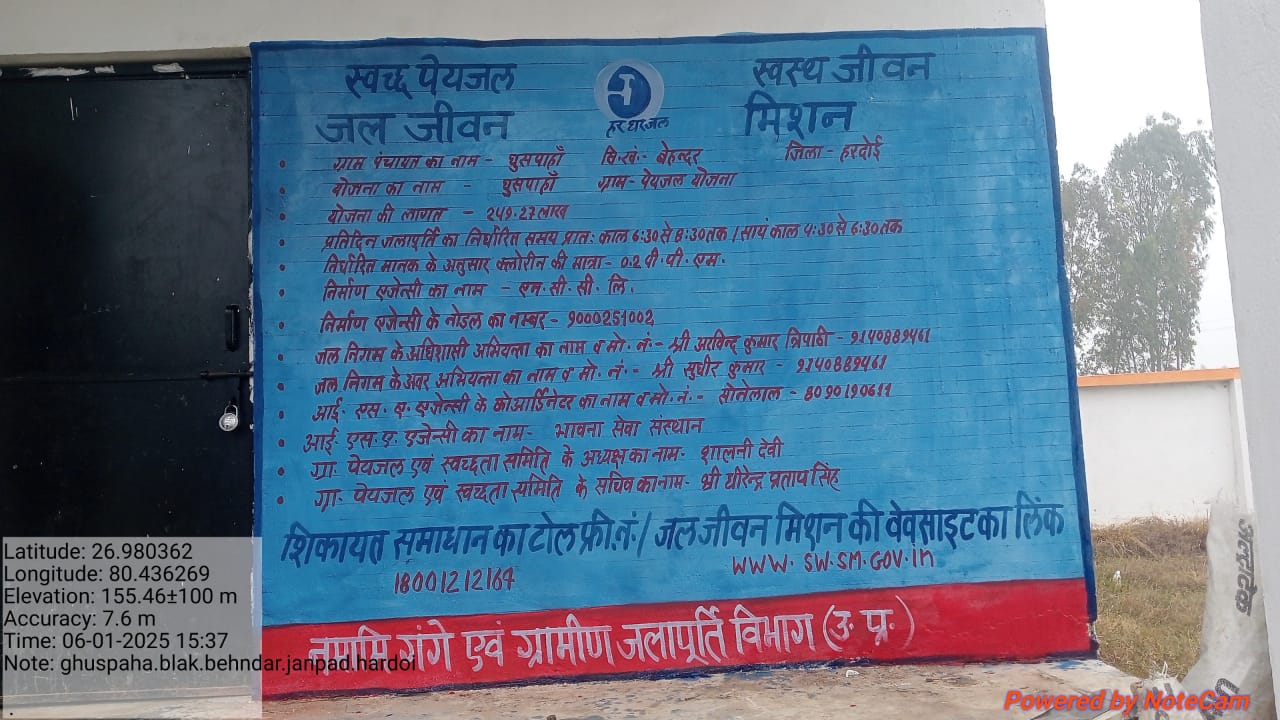 स्वच्छ पेयजल स्वस्थ जीवन
जल जीवन मिशन
हर घर जल
ग्राम पंचायत का नाम - घुसपाहाँ वि.खं.- बेहन्दर जिला - हरदोई
योजना का नाम - घुसपाहाँ ग्राम - पेयजल योजना
योजना की लागत - 249.27 लाख
प्रतिदिन जलापूर्ति का निर्धारित समय प्रातः काल 6:30 से 8:30 तक / सायं काल 4:30 से 6:30 तक
निर्धारित मानक के अनुसार क्लोरीन की मात्रा - 0.2 पी. पी. एम.
निर्माण एजेन्सी का नाम - एन. सी. सी. लि.
निर्माण एजेन्सी के नोडल का नम्बर - 9000251002
जल निगम के अधिशासी अभियन्ता का नाम व मो. नं.- श्री अरविन्द कुमार त्रिपाठी - 9140889461
जल निगम के अवर अभियन्ता का नाम व मो. नं. - श्री सुधीर कुमार - 9140889461
आई. एस. ए. एजेन्सी के कोआर्डिनेटर का नाम व मो. नं.- सोनेलाल - 8090190611
आई. एस. ए. एजेन्सी का नाम- भावना सेवा संस्थान
ग्रा. पेयजल एवं स्वच्छता समिति के अध्यक्ष का नाम- शालनी देवी
ग्रा. पेयजल एवं स्वच्छता समिति के सचिव का नाम- श्री धीरेन्द्र प्रताप सिंह
शिकायत समाधान का टोल फ्री.नं. / जल जीवन मिशन की वेवसाइट का लिंक
18001212164 WWW.SW.SM.GOV.in
नमामि गंगे एवं ग्रामीण जलापूर्ति विभाग (उ. प्र.)
Latitude: 26.980362
Longitude: 80.436269
Elevation: 155.46±100 m
Accuracy: 7.6 m
Time: 06-01-2025 15:37
Note: ghuspaha.blak.behndar.janpad.hardoi
Powered by NoteCam